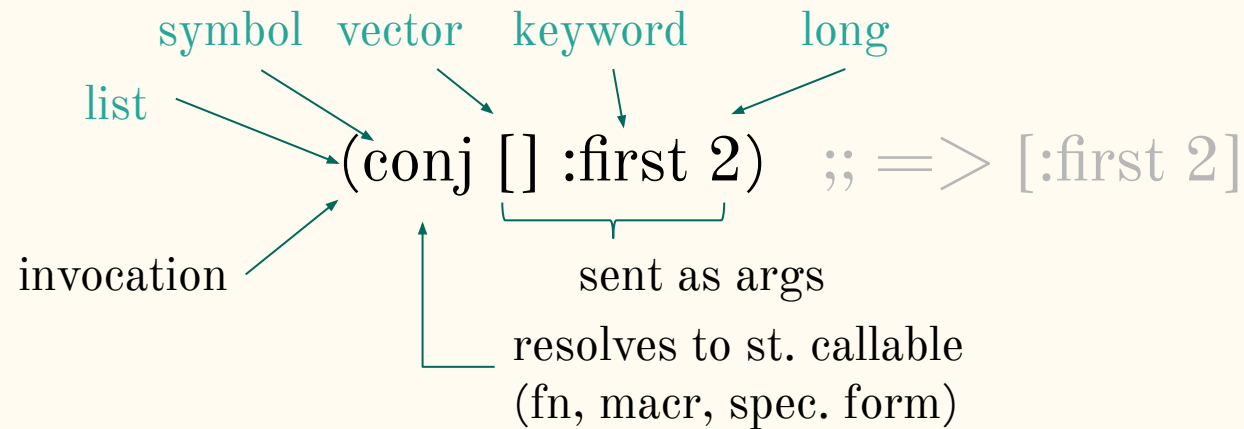 symbol vector keyword long
list
(conj [] :first 2) ;; => [:first 2]
invocation
sent as args
resolves to st. callable
(fn, macr, spec. form)